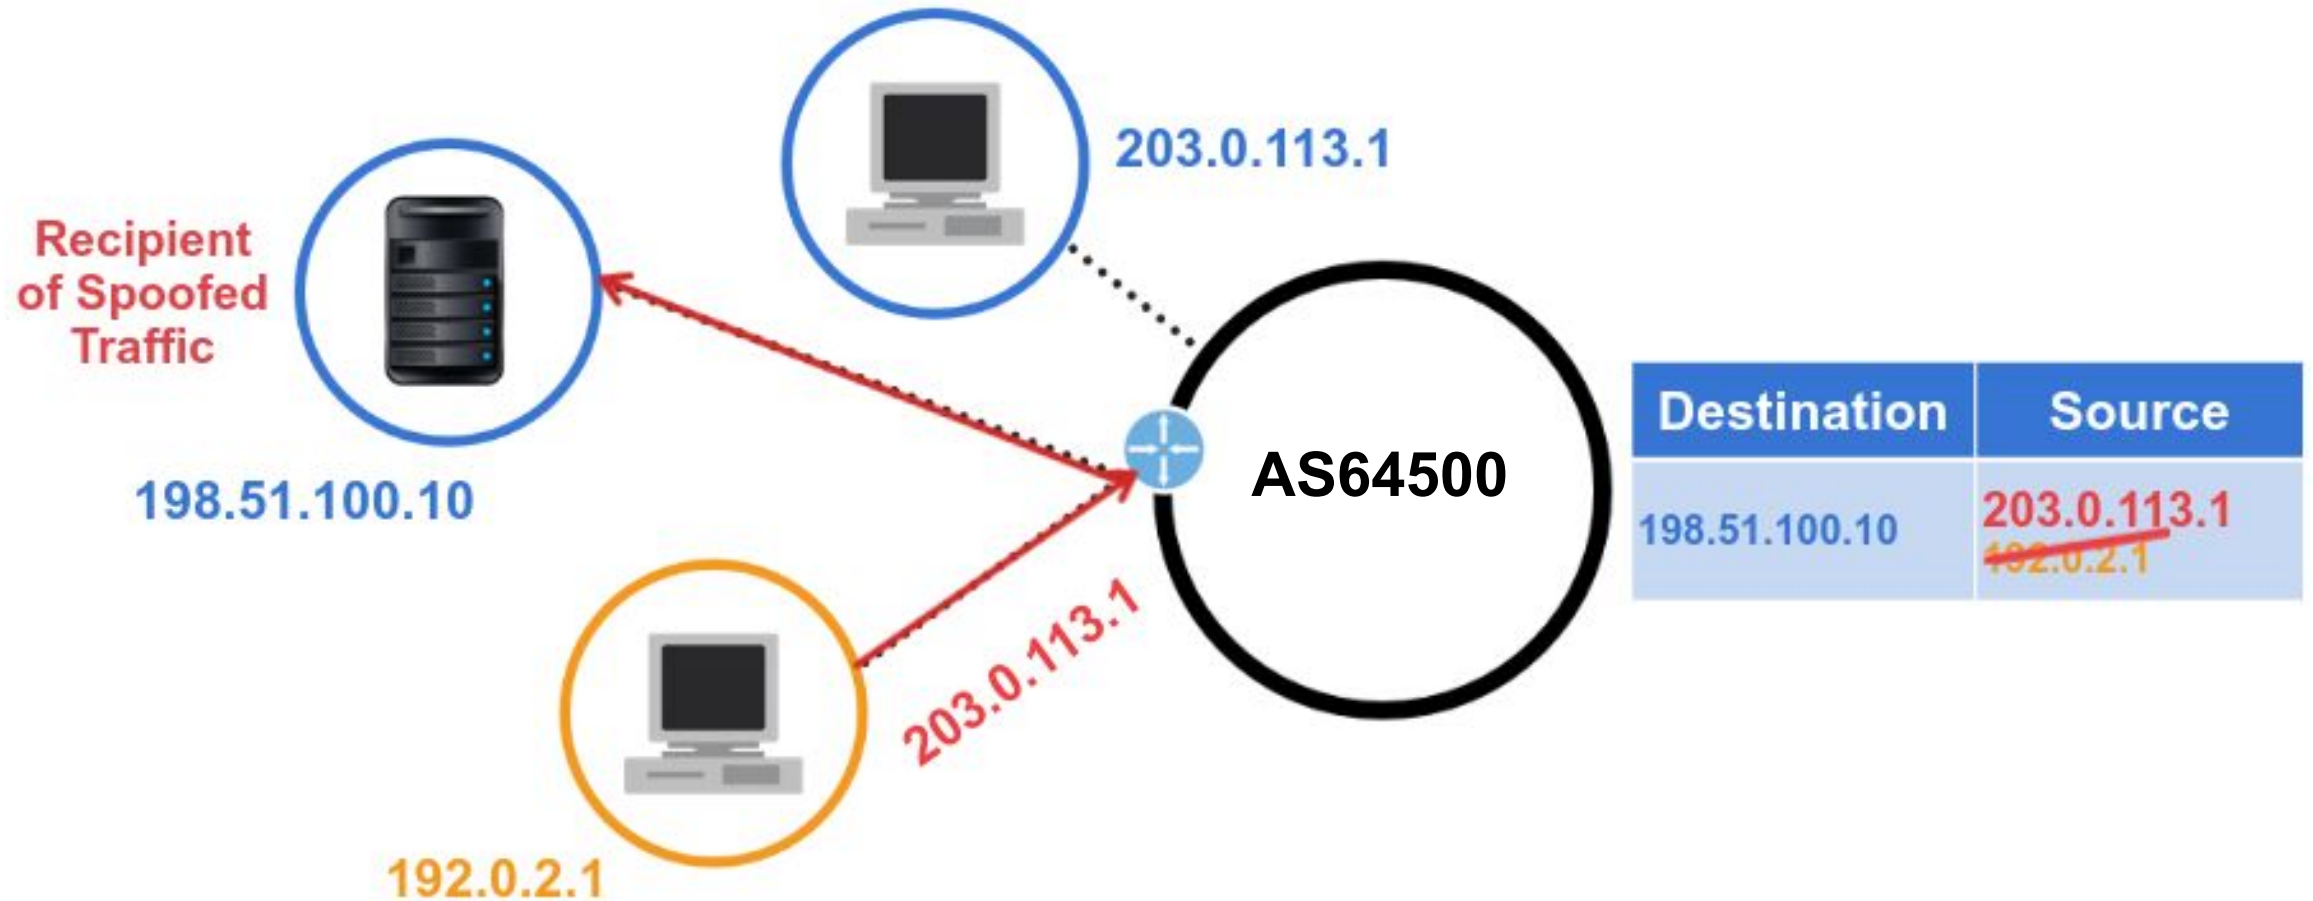 203.0.113.1
Recipient
of Spoofed
Traffic
198.51.100.10
AS64500
Destination Source
198.51.100.10 203.0.113.1
192.0.2.1
203.0.113.1
192.0.2.1